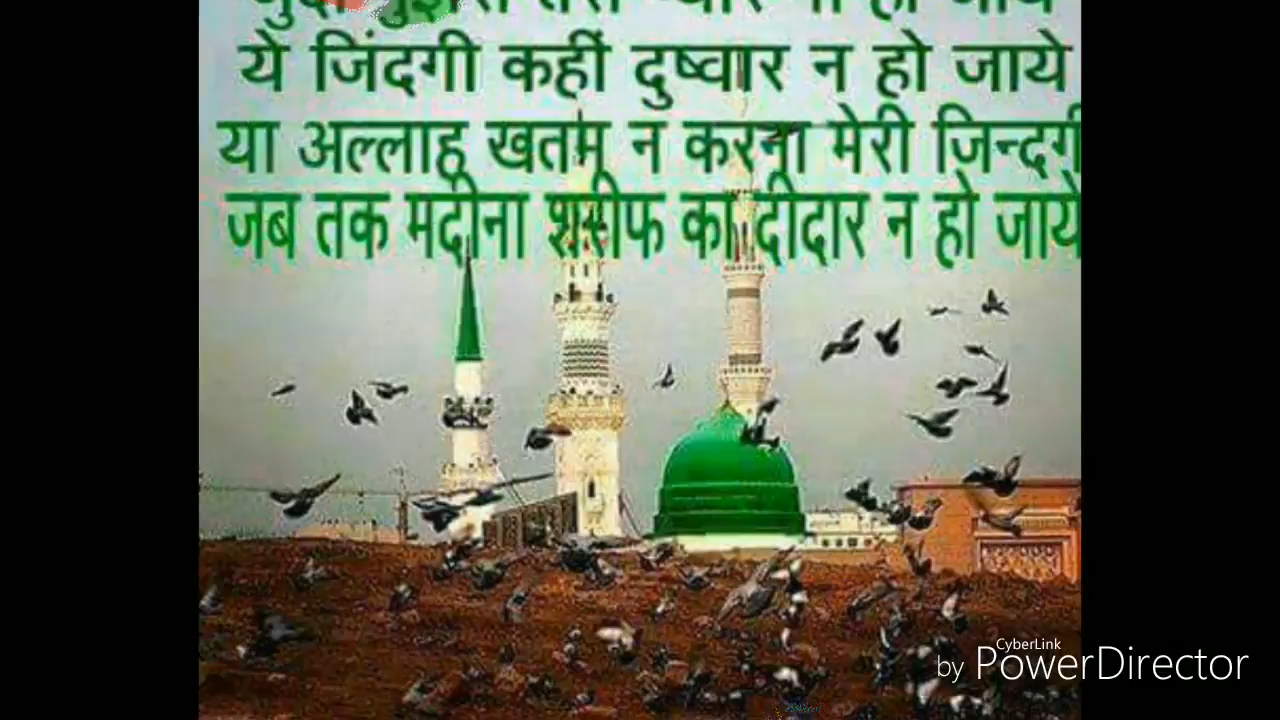 ये जिंदगी कहीं दुष्वार न हो जाये
या अल्लाह खतम न करना मेरी जिन्दगी
जब तक मदीना शरीफ का दीदार न हो जाये
CyberLink
by PowerDirector